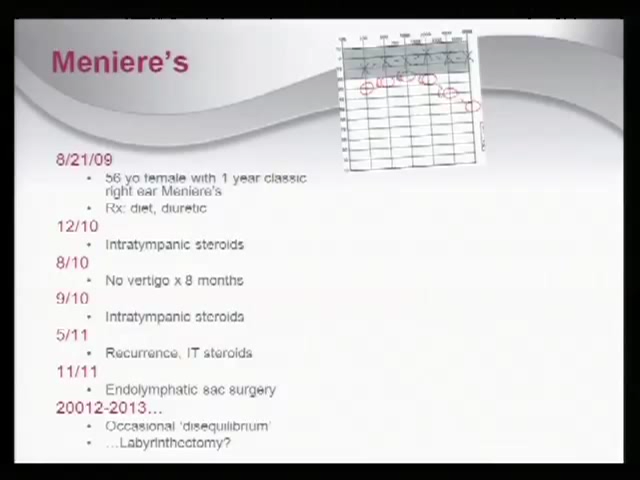 Meniere's
8/21/09
56 yo female with 1 year classic
right ear Meniere's
Rx: diet, diuretic
12/10
Intratympanic steroids
8/10
No vertigo x 8 months
9/10
Intratympanic steroids
5/11
Recurrence, IT steroids
11/11
Endolymphatic sac surgery
20012-2013…
Occasional 'disequilibrium'
…Labyrinthectomy?